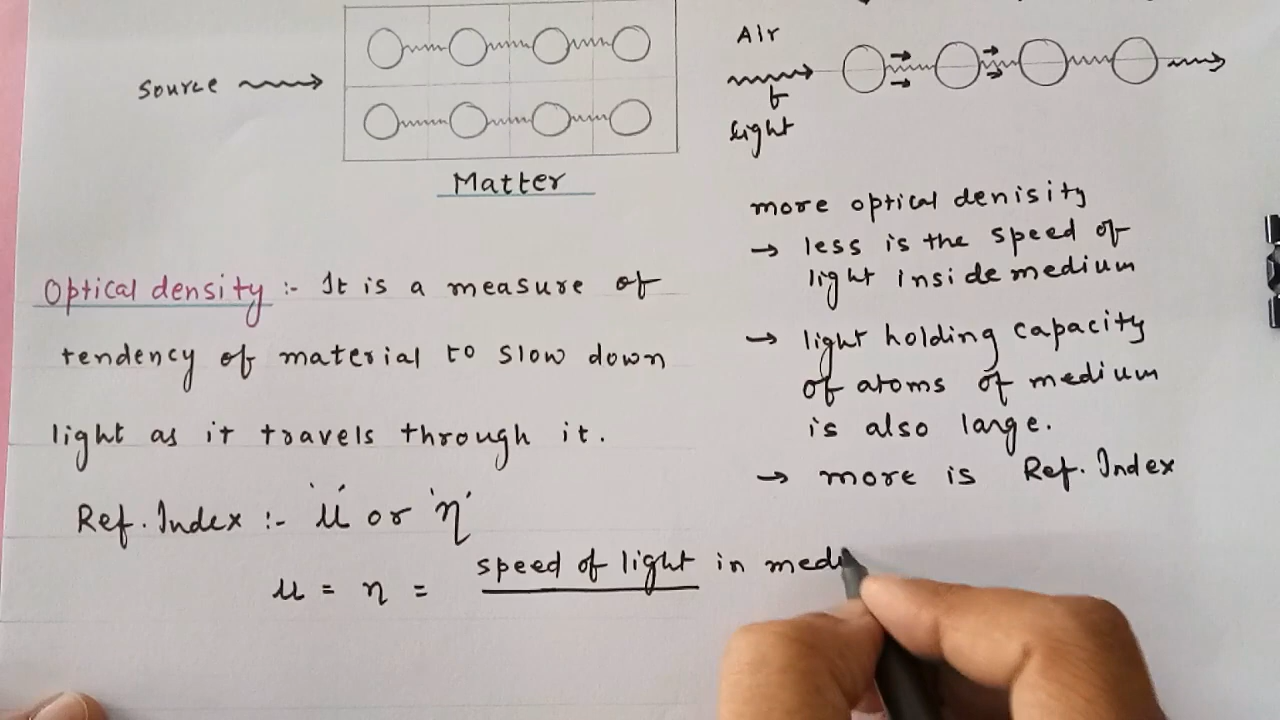 Source
Matter
Air
light
more optical denisity
→ less is the speed of
light inside medium
→ light holding capacity
of atoms of medium
is also large.
→ more is Ref. Index
Optical density :- It is a measure of
tendency of material to slow down
light as it travels through it.
Ref. Index :- 'μ' or 'η'
μ = η = speed of light in medi